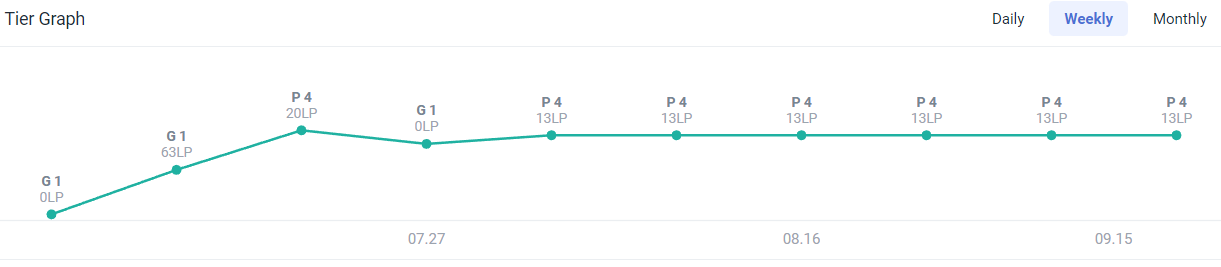 Tier Graph
Daily
Weekly
Monthly
G 1
0LP
G 1
63LP
P 4
20LP
G 1
0LP
P 4
13LP
P 4
13LP
P 4
13LP
P 4
13LP
P 4
13LP
P 4
13LP
07.27
08.16
09.15